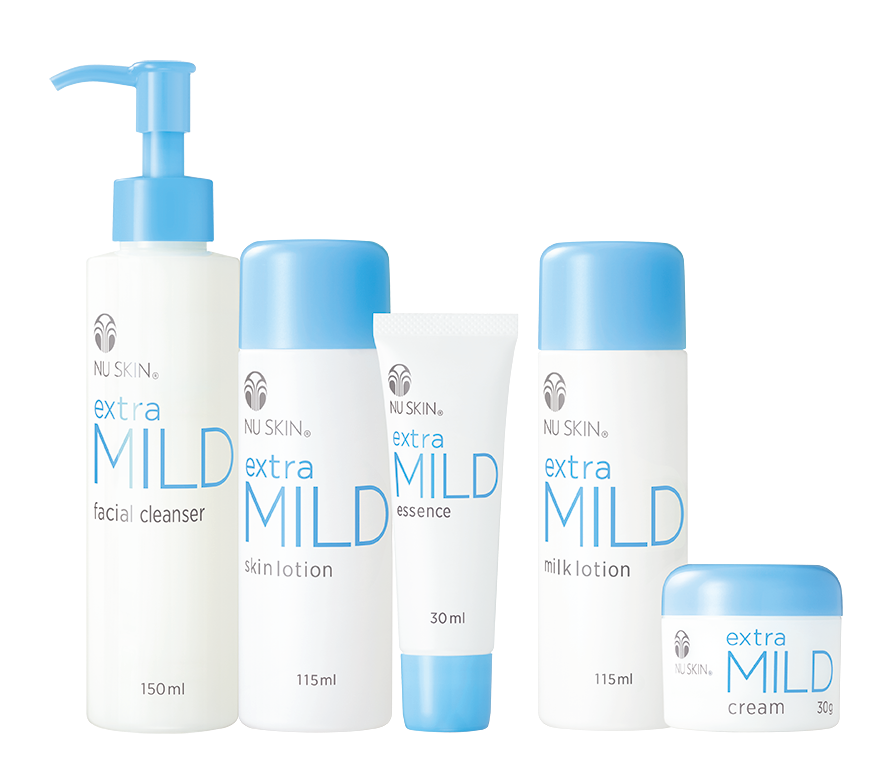 NU SKIN®
extra
MILD
facial cleanser
150ml
NU SKIN®
extra
MILD
skin lotion
115ml
NU SKIN®
extra
MILD
essence
30ml
NU SKIN®
extra
MILD
milk lotion
115ml
NU SKIN®
extra
MILD
cream
30g